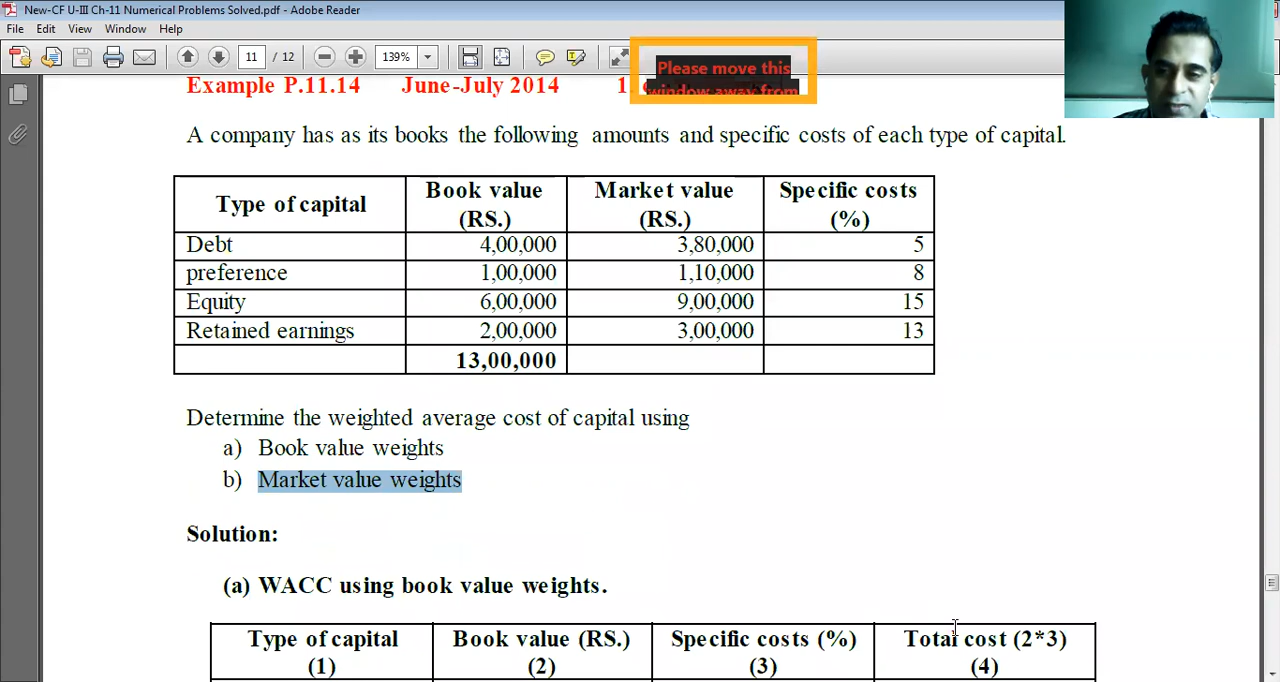 New-CF U-III Ch-11 Numerical Problems Solved.pdf - Adobe Reader
File Edit View Window Help
11 / 12 139%
Please move this
window away from
Example P.11.14 June-July 2014 1
A company has as its books the following amounts and specific costs of each type of capital.
Type of capital Book value (RS.) Market value (RS.) Specific costs (%)
Debt 4,00,000 3,80,000 5
preference 1,00,000 1,10,000 8
Equity 6,00,000 9,00,000 15
Retained earnings 2,00,000 3,00,000 13
13,00,000
Determine the weighted average cost of capital using
a) Book value weights
b) Market value weights
Solution:
(a) WACC using book value weights.
Type of capital Book value (RS.) Specific costs (%) Total cost (2*3)
(1) (2) (3) (4)